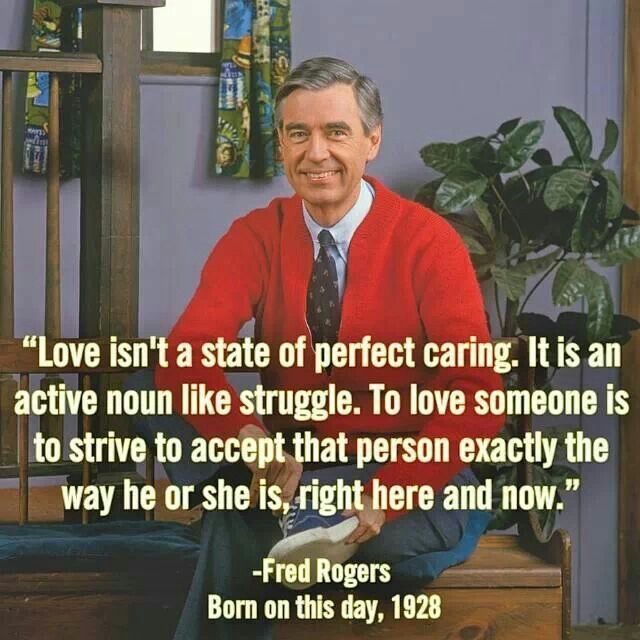 “Love isn't a state of perfect caring. It is an
active noun like struggle. To love someone is
to strive to accept that person exactly the
way he or she is, right here and now.”
-Fred Rogers
Born on this day, 1928